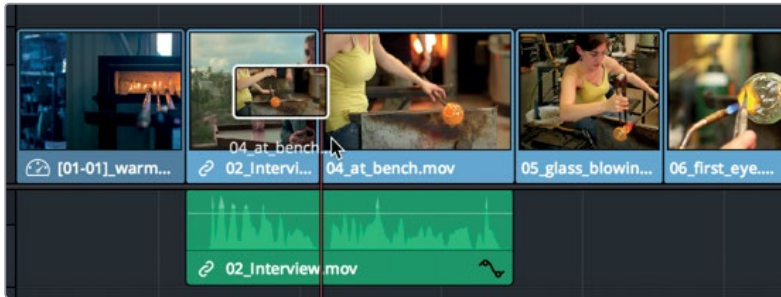 04_at_bench...
[01-01]_warm...
02_Intervi...
04_at_bench.mov
05_glass_blowin...
06_first_eye....
02_Interview.mov